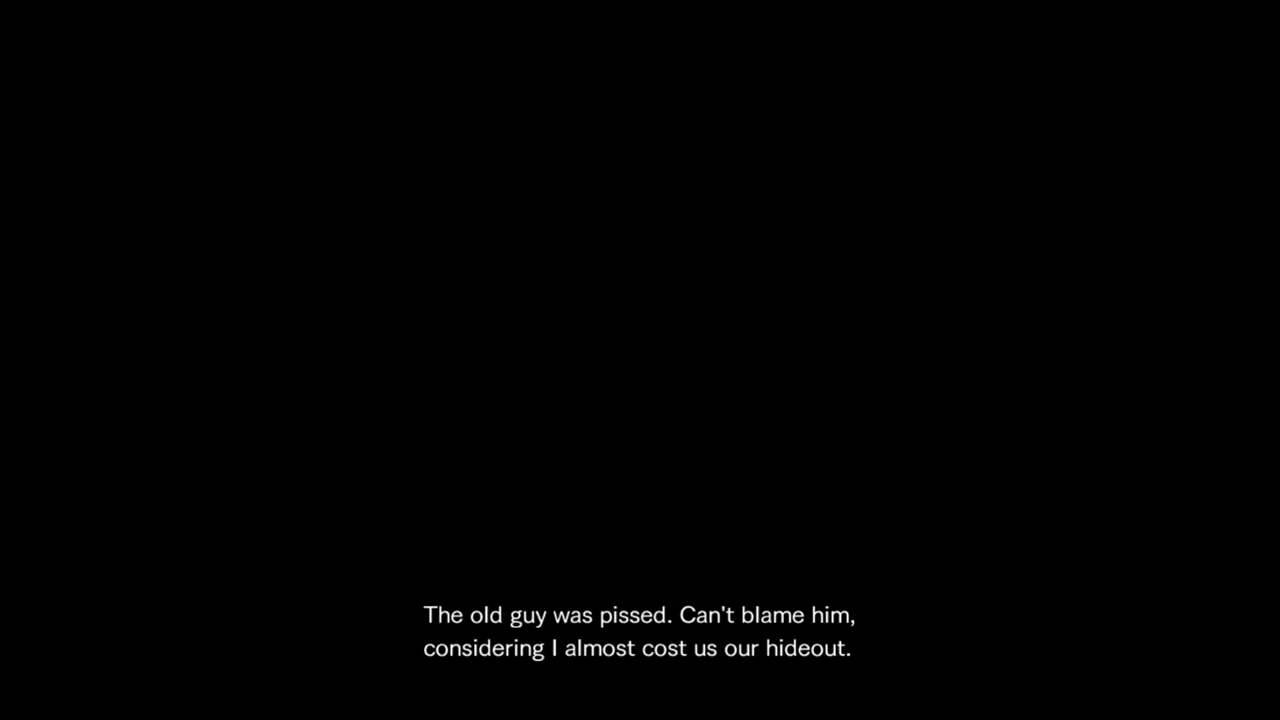 The old guy was pissed. Can't blame him,
considering I almost cost us our hideout.